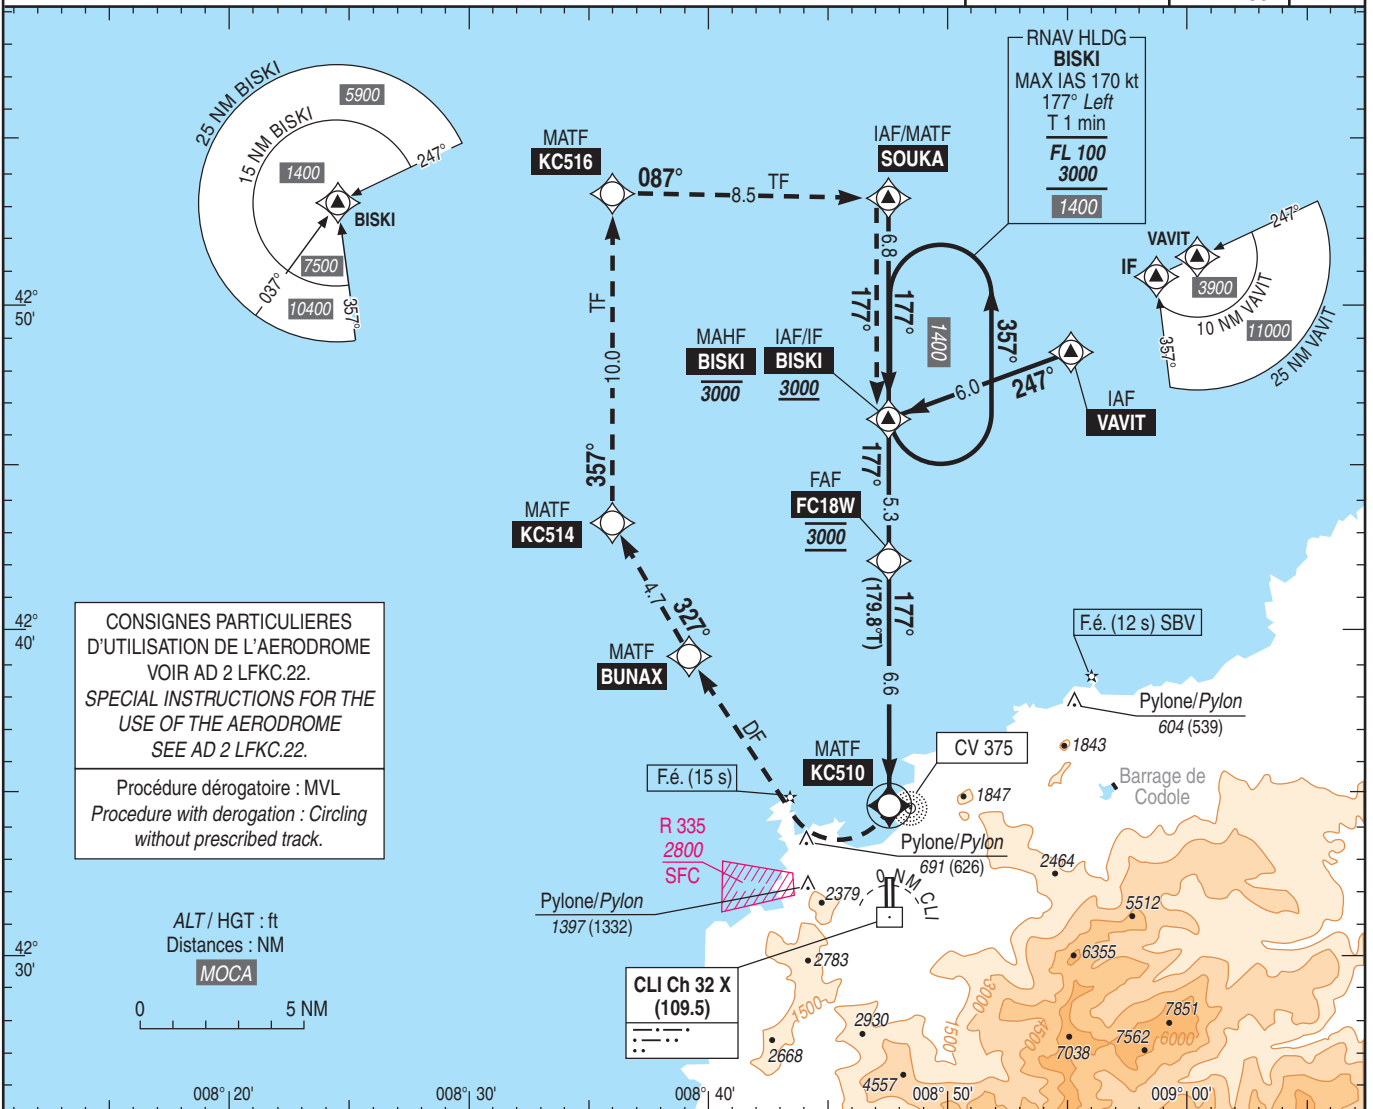 25 NM BISKI
5900
15 NM BISKI
247°
1400
BISKI
7500
037°
10400
357°
MATF
KC516
087°
8.5
TF
IAF/MATF
SOUKA
RNAV HLDG
BISKI
MAX IAS 170 kt
177° Left
T 1 min
FL 100
3000
1400
VAVIT
IF
247°
3900
10 NM VAVIT
11000
25 NM VAVIT
357°
42°
50'
TF
10.0
357°
6.8
177°
177°
1400
357°
MAHF
BISKI
3000
IAF/IF
BISKI
3000
6.0
247°
IAF
VAVIT
177°
5.3
FAF
FC18W
3000
MATF
KC514
4.7
327°
177°
(179.8°T)
6.6
42°
40'
MATF
BUNAX
DF
CONSIGNES PARTICULIERES
D'UTILISATION DE L'AERODROME
VOIR AD 2 LFKC.22.
SPECIAL INSTRUCTIONS FOR THE
USE OF THE AERODROME
SEE AD 2 LFKC.22.
Procédure dérogatoire : MVL
Procedure with derogation : Circling
without prescribed track.
F.é. (12 s) SBV
Pylone/Pylon
604 (539)
1843
MATF
KC510
CV 375
F.é. (15 s)
1847
Barrage de
Codole
R 335
2800
SFC
Pylone/Pylon
691 (626)
2464
0 NM CLI
2379
Pylone/Pylon
1397 (1332)
5512
ALT / HGT : ft
Distances : NM
MOCA
0
5 NM
42°
30'
2783
6355
CLI Ch 32 X
(109.5)
1500
3000
2930
1500
4500
7851
7562
6000
7038
2668
4557
008° 20'
008° 30'
008° 40'
008° 50'
009° 00'